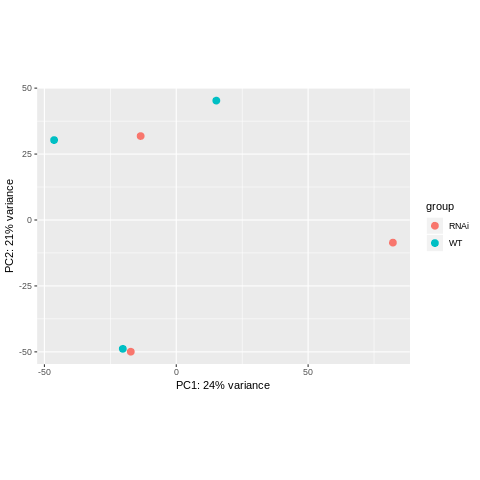 50
25
0
-25
-50
PC2: 21% variance
-50 0 50
PC1: 24% variance
group
RNAi
WT